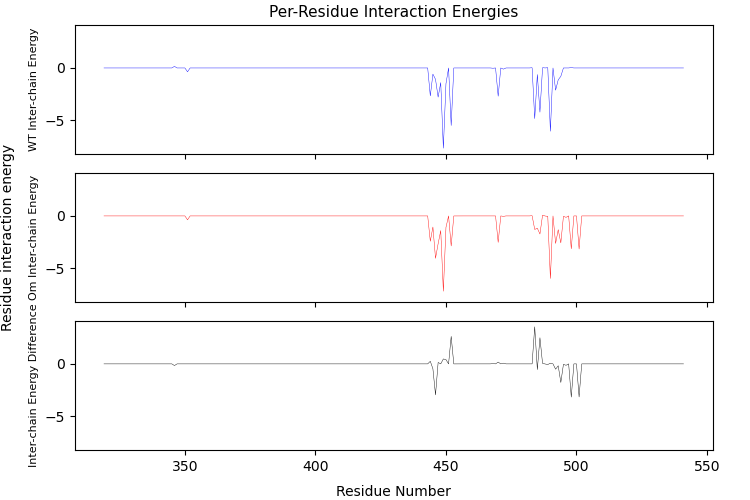 Per-Residue Interaction Energies
WT Inter-chain Energy
0
−5
Residue interaction energy
Om Inter-chain Energy
0
−5
Inter-chain Energy Difference
0
−5
350
400
450
500
550
Residue Number